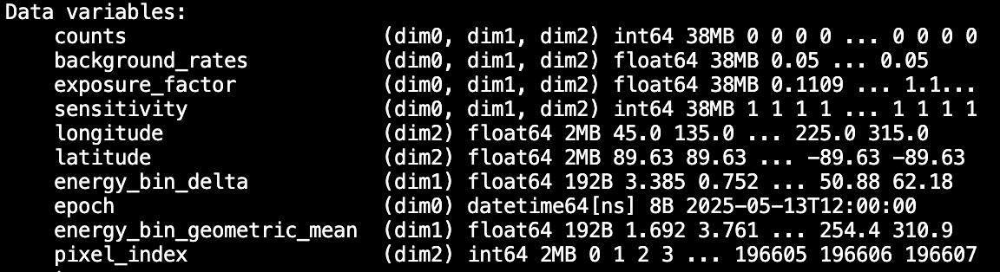 Data variables:
counts (dim0, dim1, dim2) int64 38MB 0 0 0 0 ... 0 0 0 0
background_rates (dim0, dim1, dim2) float64 38MB 0.05 ... 0.05
exposure_factor (dim0, dim1, dim2) float64 38MB 0.1109 ... 1.1...
sensitivity (dim0, dim1, dim2) int64 38MB 1 1 1 1 ... 1 1 1 1
longitude (dim2) float64 2MB 45.0 135.0 ... 225.0 315.0
latitude (dim2) float64 2MB 89.63 89.63 ... -89.63 -89.63
energy_bin_delta (dim1) float64 192B 3.385 0.752 ... 50.88 62.18
epoch (dim0) datetime64[ns] 8B 2025-05-13T12:00:00
energy_bin_geometric_mean (dim1) float64 192B 1.692 3.761 ... 254.4 310.9
pixel_index (dim2) int64 2MB 0 1 2 3 ... 196605 196606 196607